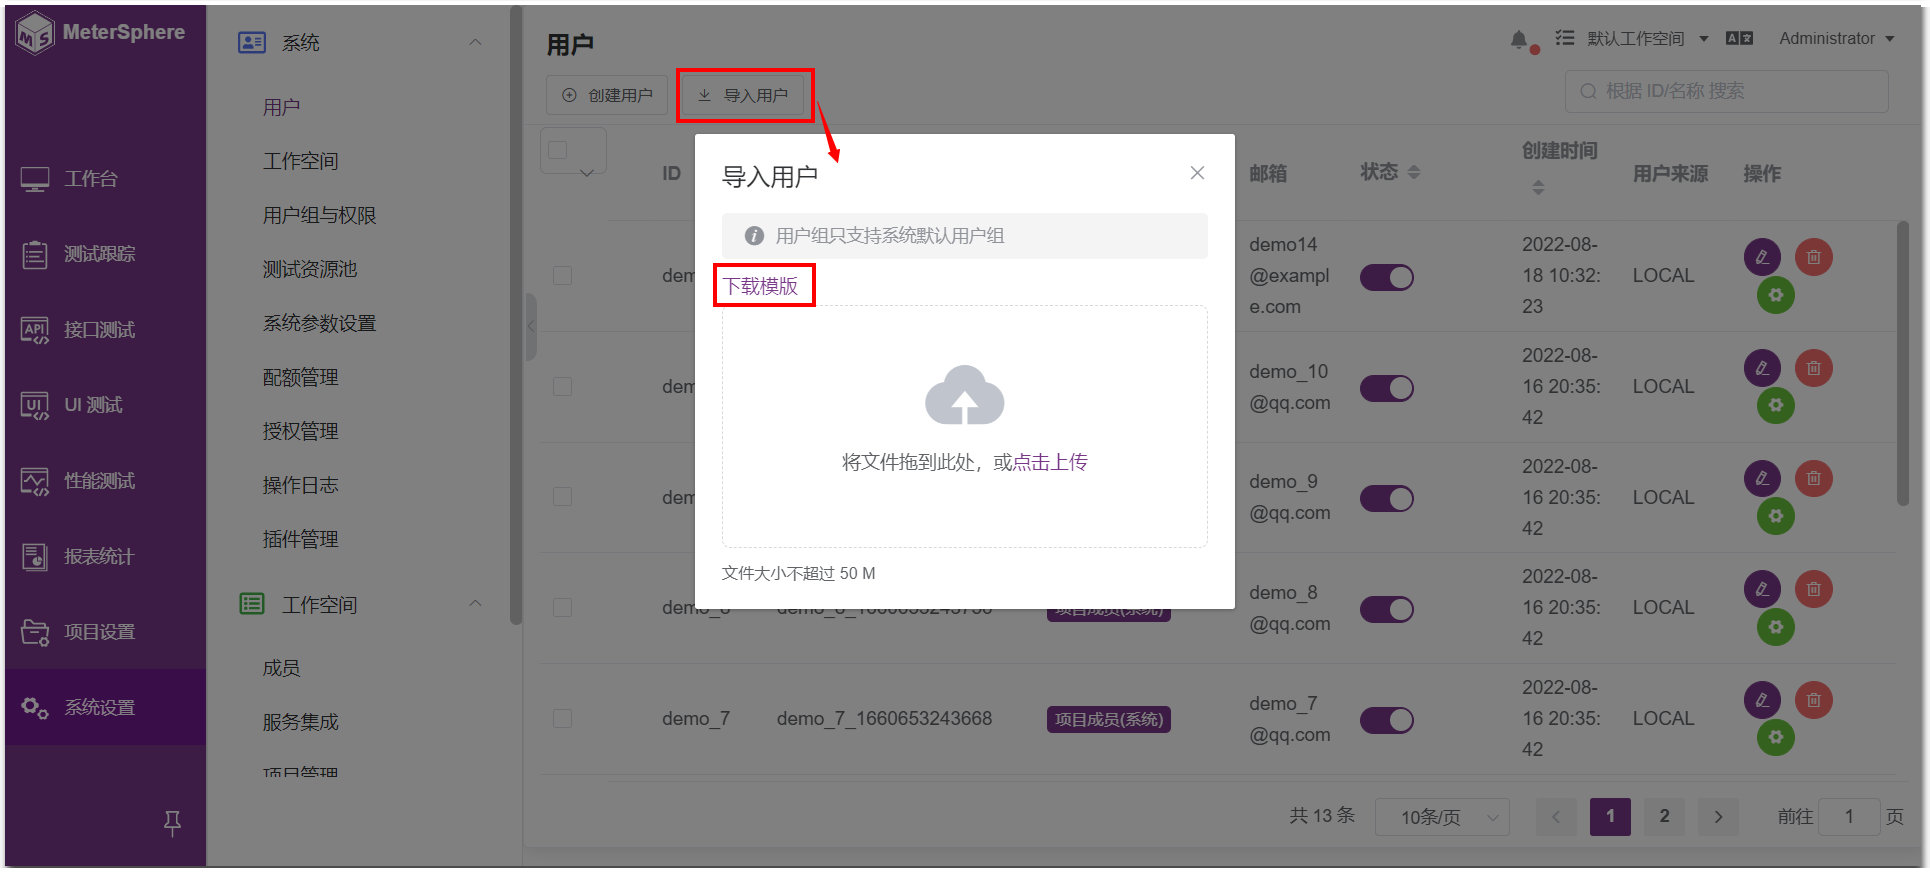 MeterSphere
工作台
测试跟踪
接口测试
UI 测试
性能测试
报表统计
项目设置
系统设置
系统
用户
工作空间
用户组与权限
测试资源池
系统参数设置
配额管理
授权管理
操作日志
插件管理
工作空间
成员
服务集成
项目管理
用户
默认工作空间
Administrator
创建用户
导入用户
根据 ID/名称 搜索
ID
邮箱
状态
创建时间
用户来源
操作
导入用户
用户组只支持系统默认用户组
下载模版
将文件拖到此处，或点击上传
文件大小不超过 50 M
dem
demo14
@exampl
e.com
2022-08-
18 10:32:
23
LOCAL
dem
demo_10
@qq.com
2022-08-
16 20:35:
42
LOCAL
dem
demo_9
@qq.com
2022-08-
16 20:35:
42
LOCAL
demo_8
demo_8_1660653243756
项目成员(系统)
demo_8
@qq.com
2022-08-
16 20:35:
42
LOCAL
demo_7
demo_7_1660653243668
项目成员(系统)
demo_7
@qq.com
2022-08-
16 20:35:
42
LOCAL
共 13 条
10条/页
1
2
前往
1
页